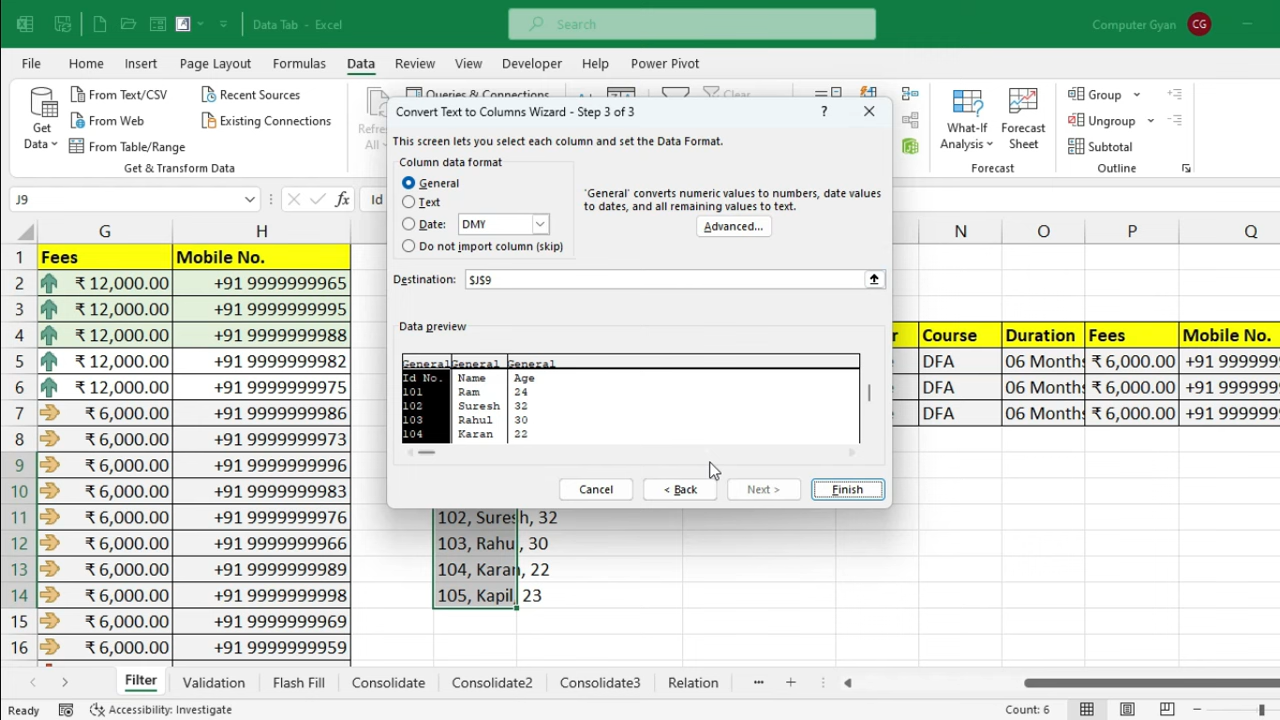 Data Tab - Excel
Search
Computer Gyan
CG
File Home Insert Page Layout Formulas Data Review View Developer Help Power Pivot
Get Data
From Text/CSV
From Web
From Table/Range
Recent Sources
Existing Connections
Get & Transform Data
Queries & Connections
Clear
What-If Analysis
Forecast Sheet
Forecast
Group
Ungroup
Subtotal
Outline
J9
fx
Id
Convert Text to Columns Wizard - Step 3 of 3
?
This screen lets you select each column and set the Data Format.
Column data format
General
Text
Date: DMY
Do not import column (skip)
'General' converts numeric values to numbers, date values
to dates, and all remaining values to text.
Advanced...
Destination: $J$9
Data preview
General General General
Id No. Name Age
101 Ram 24
102 Suresh 32
103 Rahul 30
104 Karan 22
Cancel < Back Next > Finish
G H N O P Q
1 Fees Mobile No.
2 ₹ 12,000.00 +91 9999999965
3 ₹ 12,000.00 +91 9999999995
4 ₹ 12,000.00 +91 9999999988 Course Duration Fees Mobile No.
5 ₹ 12,000.00 +91 9999999982 DFA 06 Months ₹ 6,000.00 +91 99999
6 ₹ 12,000.00 +91 9999999975 DFA 06 Months ₹ 6,000.00 +91 99999
7 ₹ 6,000.00 +91 9999999970 DFA 06 Months ₹ 6,000.00 +91 99999
8 ₹ 6,000.00 +91 9999999973
9 ₹ 6,000.00 +91 9999999996
10 ₹ 6,000.00 +91 9999999983
11 ₹ 6,000.00 +91 9999999976 102, Suresh, 32
12 ₹ 6,000.00 +91 9999999966 103, Rahul, 30
13 ₹ 6,000.00 +91 9999999989 104, Karan, 22
14 ₹ 6,000.00 +91 9999999998 105, Kapil, 23
15 ₹ 6,000.00 +91 9999999969
16 ₹ 6,000.00 +91 9999999959
Filter Validation Flash Fill Consolidate Consolidate2 Consolidate3 Relation
Ready Accessibility: Investigate Count: 6